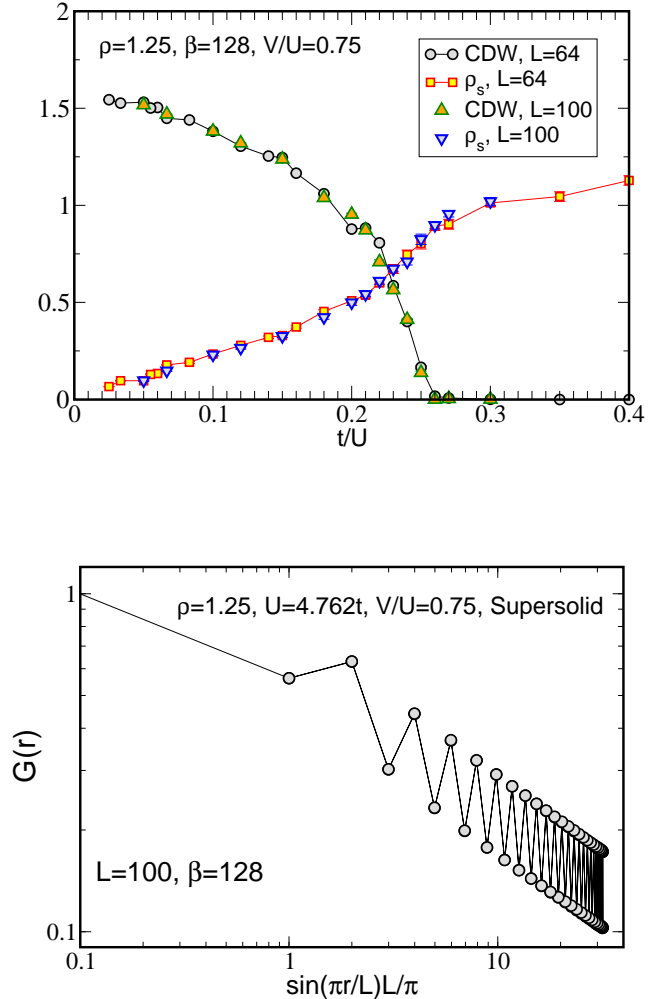 2
ρ=1.25, β=128, V/U=0.75
CDW, L=64
ρ_s, L=64
CDW, L=100
ρ_s, L=100
1.5
1
0.5
0
0 0.1 0.2 0.3 0.4
t/U
1
ρ=1.25, U=4.762t, V/U=0.75, Supersolid
G(r)
L=100, β=128
0.1
0.1 1 10
sin(πr/L)L/π